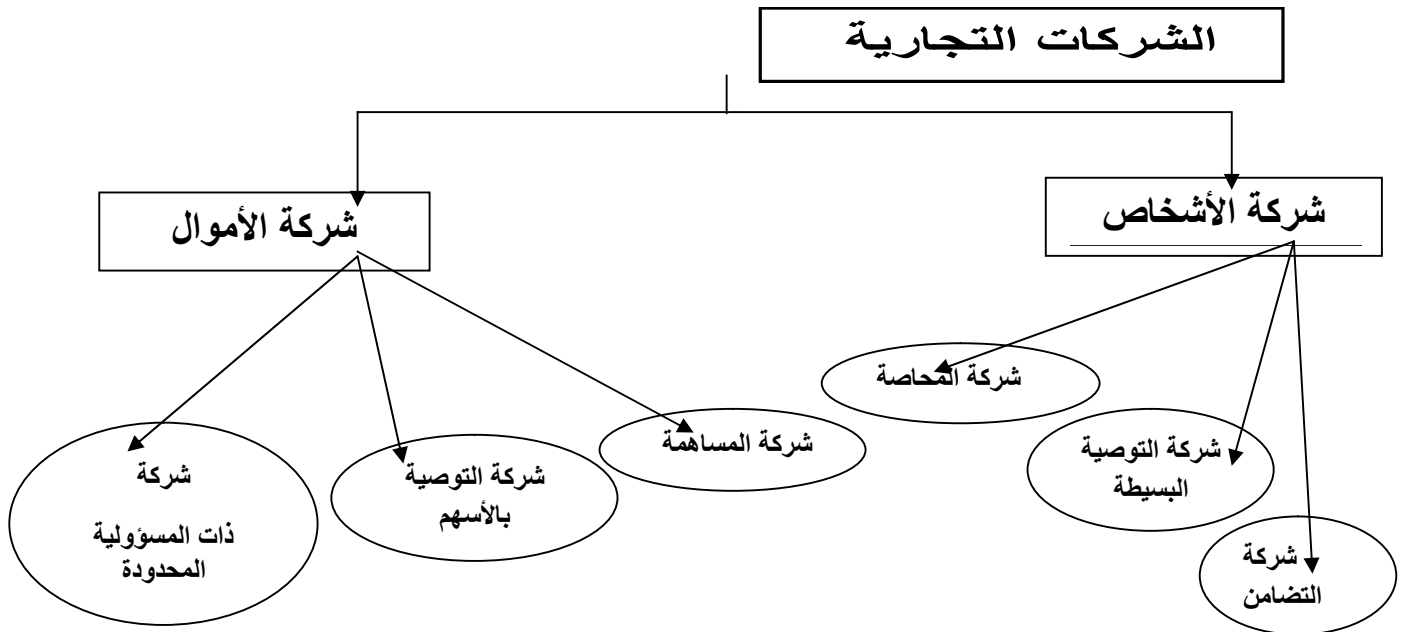 الشركات التجارية
شركة الأشخاص
شركة الأموال
شركة المحاصة
شركة التوصية
البسيطة
شركة
التضامن
شركة المساهمة
شركة التوصية
بالأسهم
شركة
ذات المسؤولية
المحدودة